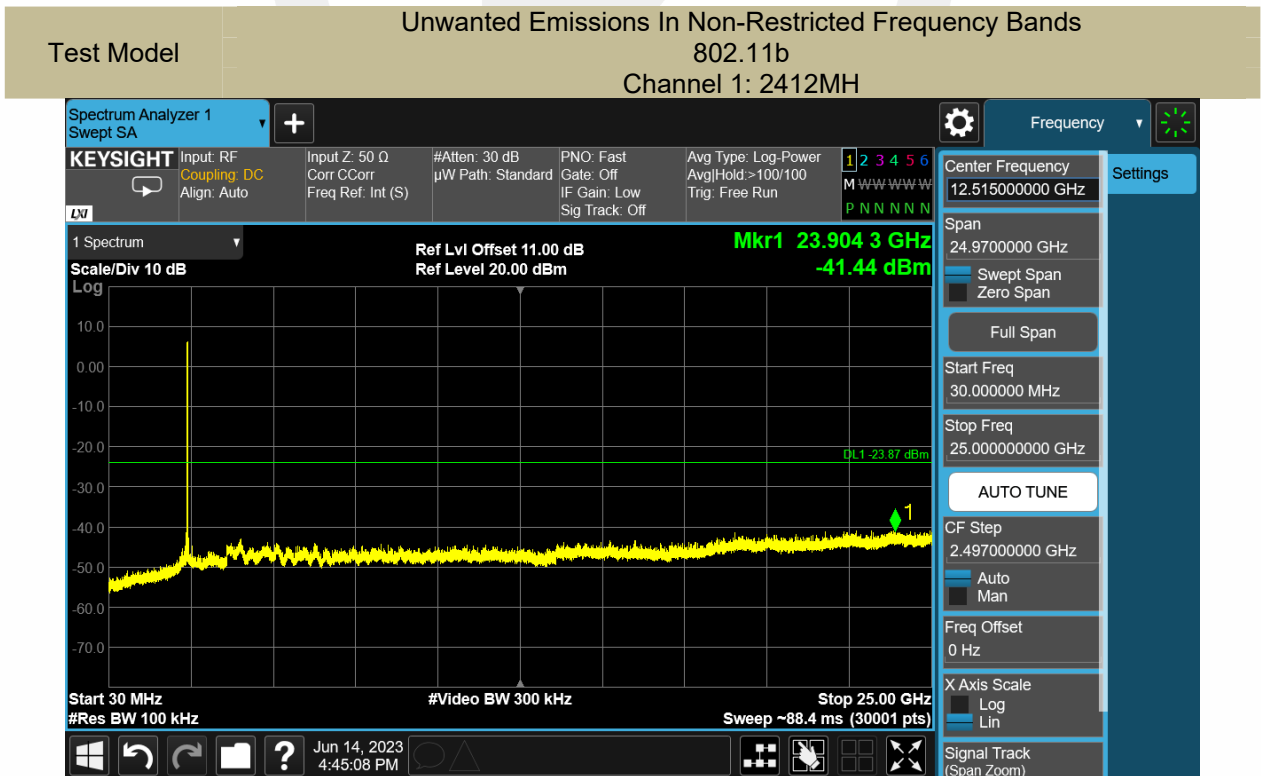 Unwanted Emissions In Non-Restricted Frequency Bands
Test Model
802.11b
Channel 1: 2412MH
Spectrum Analyzer 1
Swept SA
Frequency
KEYSIGHT
Input: RF
Coupling: DC
Align: Auto
Input Z: 50 Ω
Corr CCorr
Freq Ref: Int (S)
#Atten: 30 dB
µW Path: Standard
PNO: Fast
Gate: Off
IF Gain: Low
Sig Track: Off
Avg Type: Log-Power
Avg|Hold:>100/100
Trig: Free Run
1 2 3 4 5 6
M W W W W W
P N N N N N
LXI
Center Frequency
12.515000000 GHz
Settings
Span
24.9700000 GHz
Swept Span
Zero Span
Full Span
Start Freq
30.000000 MHz
Stop Freq
25.000000000 GHz
AUTO TUNE
CF Step
2.497000000 GHz
Auto
Man
Freq Offset
0 Hz
X Axis Scale
Log
Lin
Signal Track
(Span Zoom)
1 Spectrum
Scale/Div 10 dB
Log
Ref Lvl Offset 11.00 dB
Ref Level 20.00 dBm
Mkr1 23.904 3 GHz
-41.44 dBm
10.0
0.00
-10.0
-20.0
DL1 -23.87 dBm
-30.0
1
-40.0
-50.0
-60.0
-70.0
Start 30 MHz
#Video BW 300 kHz
Stop 25.00 GHz
#Res BW 100 kHz
Sweep ~88.4 ms (30001 pts)
?
Jun 14, 2023
4:45:08 PM